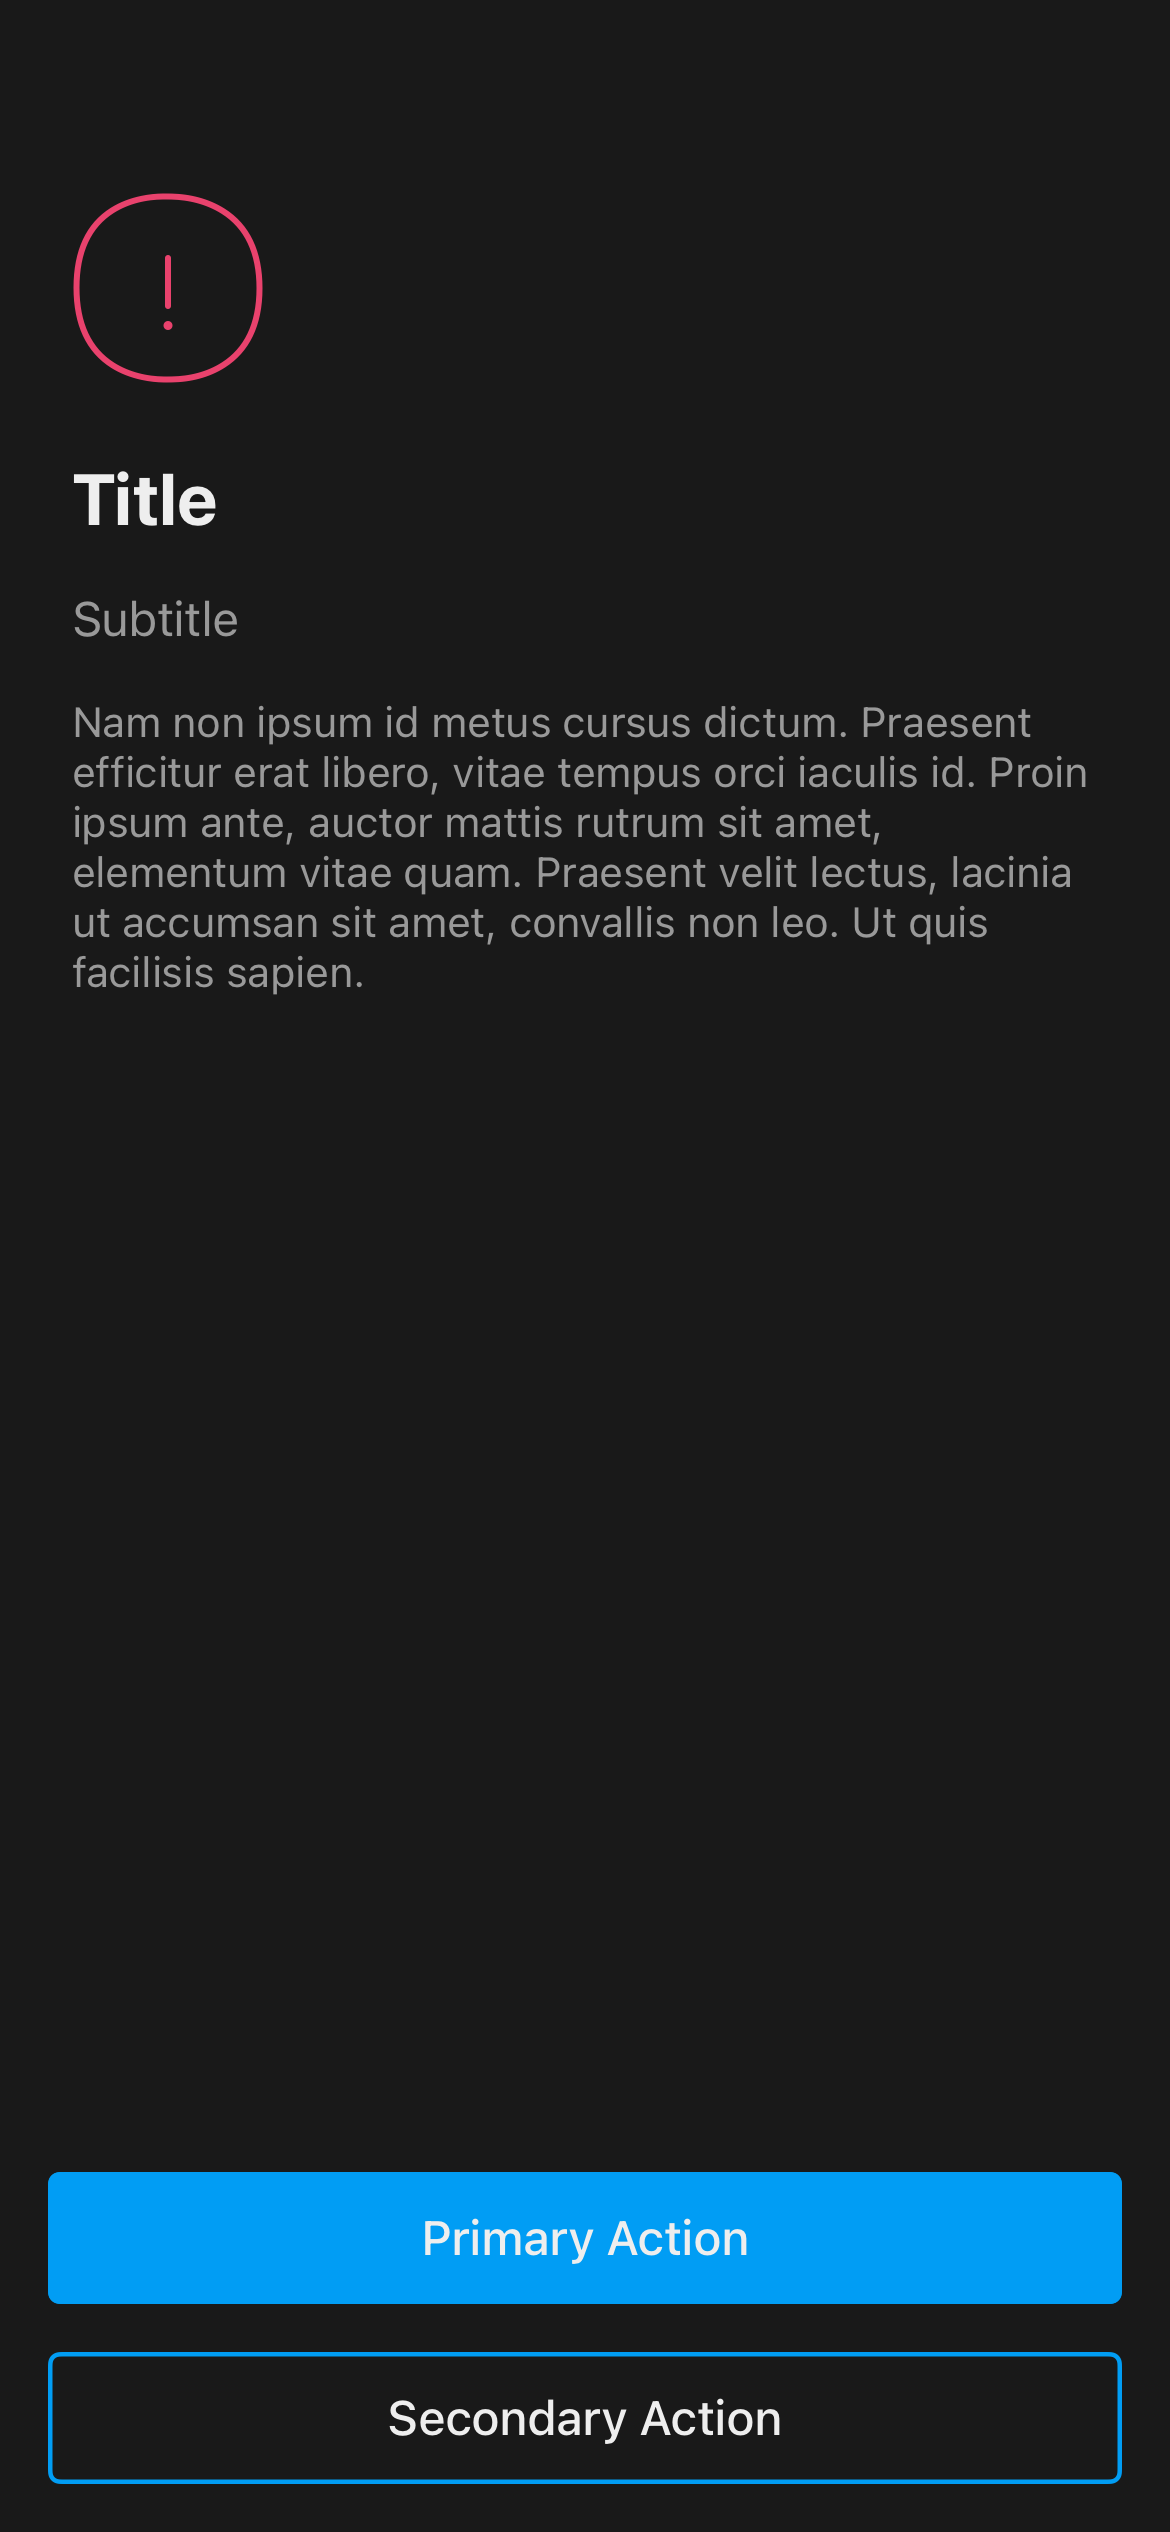 !
Title
Subtitle
Nam non ipsum id metus cursus dictum. Praesent
efficitur erat libero, vitae tempus orci iaculis id. Proin
ipsum ante, auctor mattis rutrum sit amet,
elementum vitae quam. Praesent velit lectus, lacinia
ut accumsan sit amet, convallis non leo. Ut quis
facilisis sapien.
Primary Action
Secondary Action